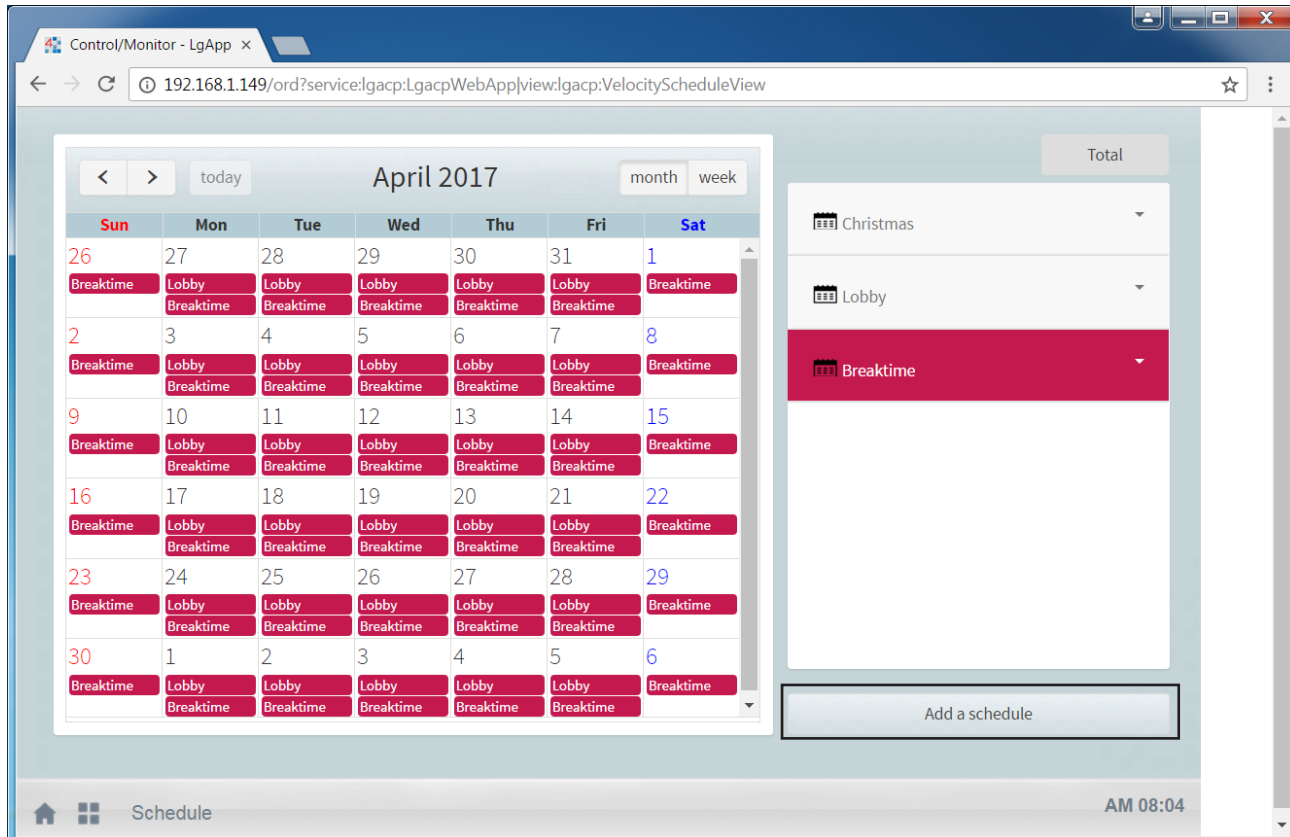 Control/Monitor - LgApp
192.168.1.149/ord?service:lgacp:LgacpWebApp|view:lgacp:VelocityScheduleView
today April 2017 month week
Sun Mon Tue Wed Thu Fri Sat
26 27 28 29 30 31 1
Breaktime Lobby Lobby Lobby Lobby Lobby Breaktime
Breaktime Breaktime Breaktime Breaktime Breaktime
2 3 4 5 6 7 8
Breaktime Lobby Lobby Lobby Lobby Lobby Breaktime
Breaktime Breaktime Breaktime Breaktime Breaktime
9 10 11 12 13 14 15
Breaktime Lobby Lobby Lobby Lobby Lobby Breaktime
Breaktime Breaktime Breaktime Breaktime Breaktime
16 17 18 19 20 21 22
Breaktime Lobby Lobby Lobby Lobby Lobby Breaktime
Breaktime Breaktime Breaktime Breaktime Breaktime
23 24 25 26 27 28 29
Breaktime Lobby Lobby Lobby Lobby Lobby Breaktime
Breaktime Breaktime Breaktime Breaktime Breaktime
30 1 2 3 4 5 6
Breaktime Lobby Lobby Lobby Lobby Lobby Breaktime
Breaktime Breaktime Breaktime Breaktime Breaktime
Total
Christmas
Lobby
Breaktime
Add a schedule
Schedule
AM 08:04